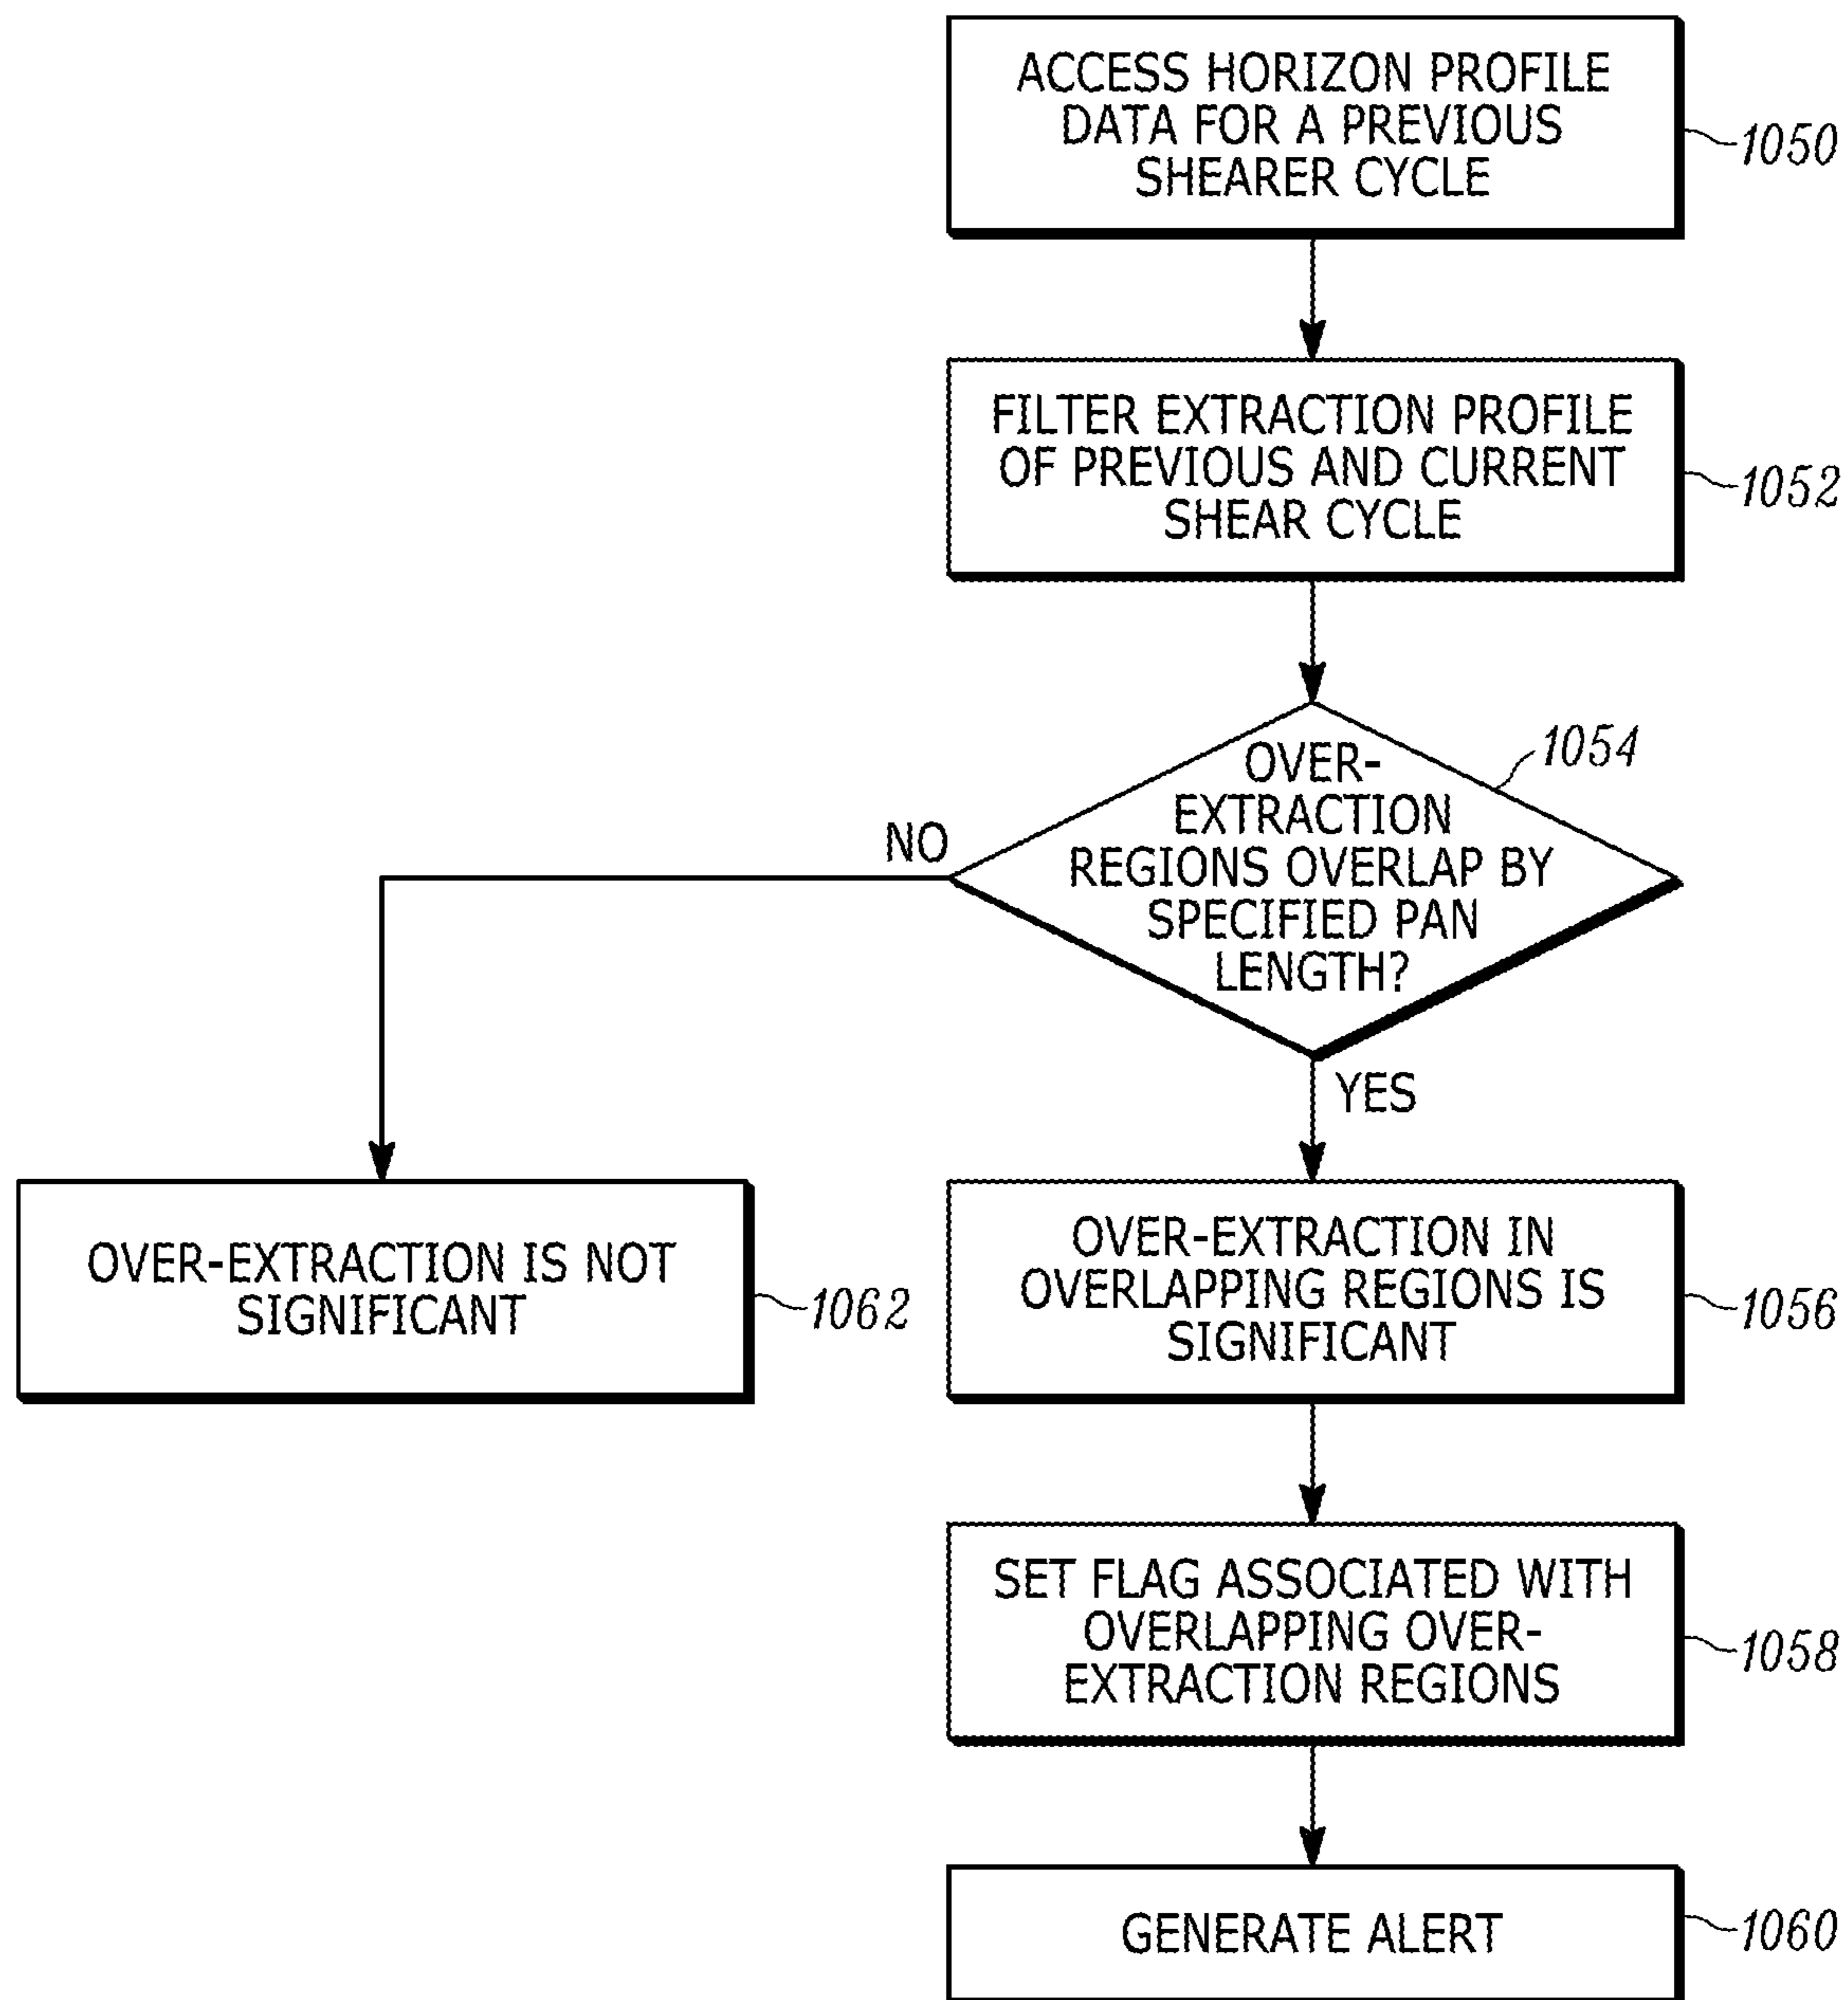 ACCESS HORIZON PROFILE
DATA FOR A PREVIOUS
SHEARER CYCLE
1050
FILTER EXTRACTION PROFILE
OF PREVIOUS AND CURRENT
SHEAR CYCLE
1052
OVER-
EXTRACTION
REGIONS OVERLAP BY
SPECIFIED PAN
LENGTH?
1054
NO
YES
OVER-EXTRACTION IS NOT
SIGNIFICANT
1062
OVER-EXTRACTION IN
OVERLAPPING REGIONS IS
SIGNIFICANT
1056
SET FLAG ASSOCIATED WITH
OVERLAPPING OVER-
EXTRACTION REGIONS
1058
GENERATE ALERT
1060